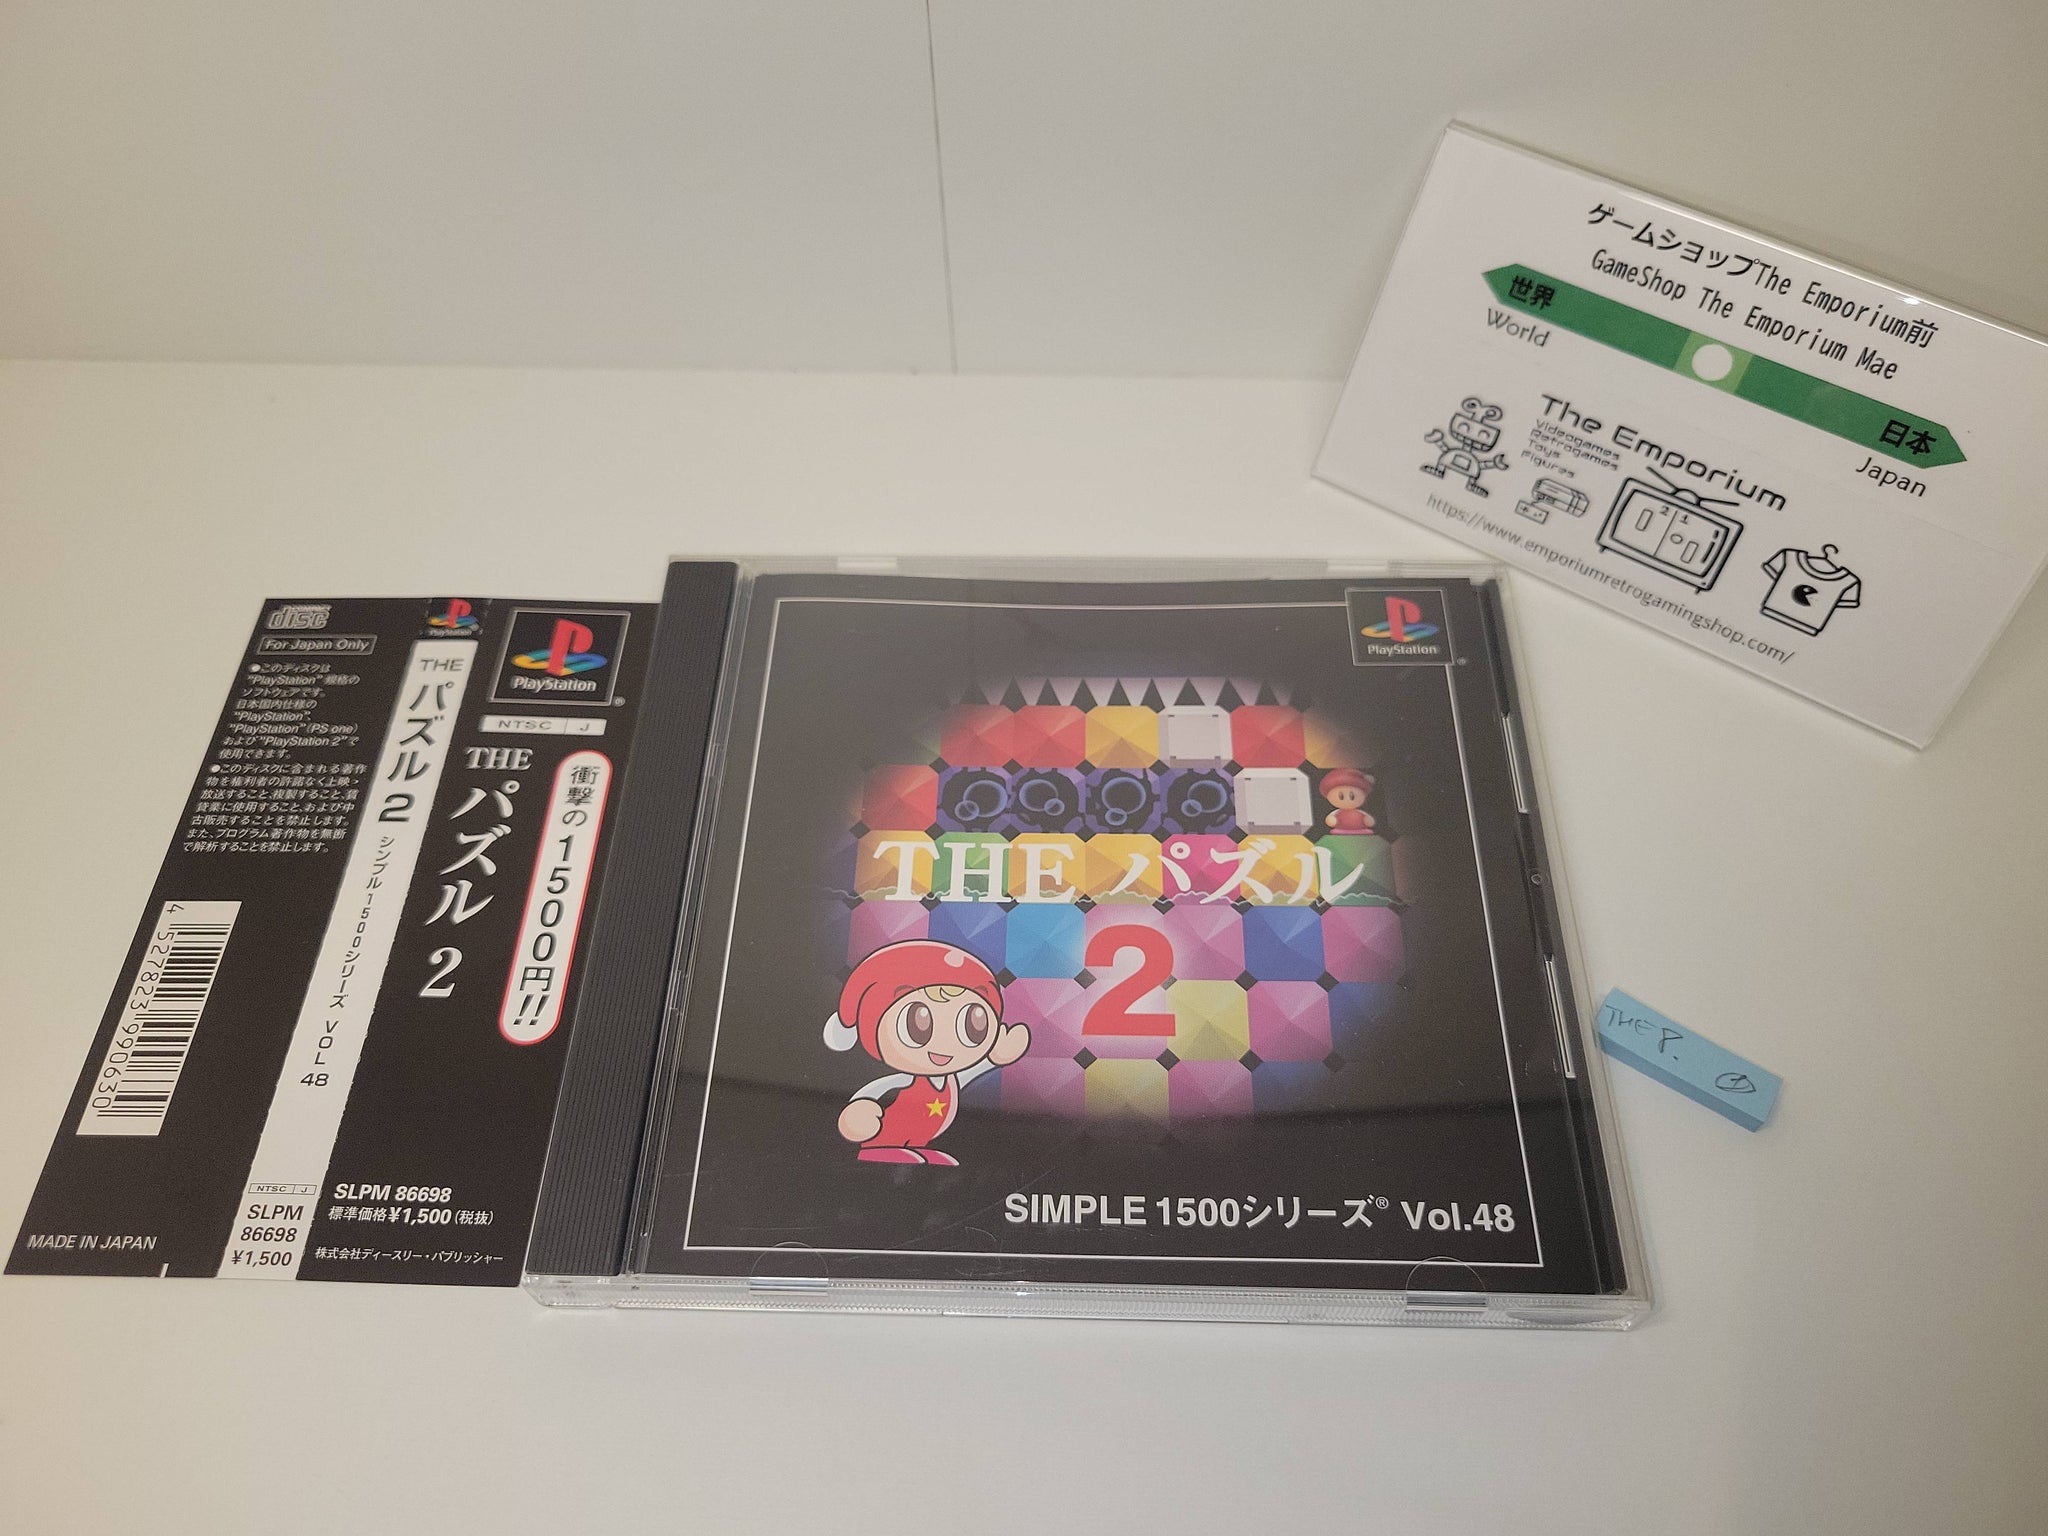 ゲームショップThe Emporium前
GameShop The Emporium Mae
世界
World
日本
Japan
The Emporium
Videogames
Retrogames
Toys
Figures
2 1
https://www.emporiumretrogamingshop.com/
COMPACT
disc
For Japan Only
●このディスクは
"PlayStation"規格の
ソフトウェアです。
日本国内仕様の
"PlayStation",
"PlayStation"(PS one)
および"PlayStation 2"で
使用できます。
●このディスクに含まれる著作
物を権利者の許諾なく上映・
放送すること、複製すること、賃
貸業に使用すること、および中
古販売することを禁止します。
また、プログラム著作物を無断
で解析することを禁止します。
4 527823 990630
MADE IN JAPAN
PlayStation
THE パズル2 シンプル1500シリーズ VOL 48
NTSC J
SLPM
86698
¥1,500
PlayStation®
NTSC J
THE パズル 2
衝撃の1500円!!
SLPM 86698
標準価格¥1,500(税抜)
株式会社ディースリー・パブリッシャー
PlayStation®
THE パズル
2
SIMPLE 1500シリーズ® Vol.48
THE P. ①